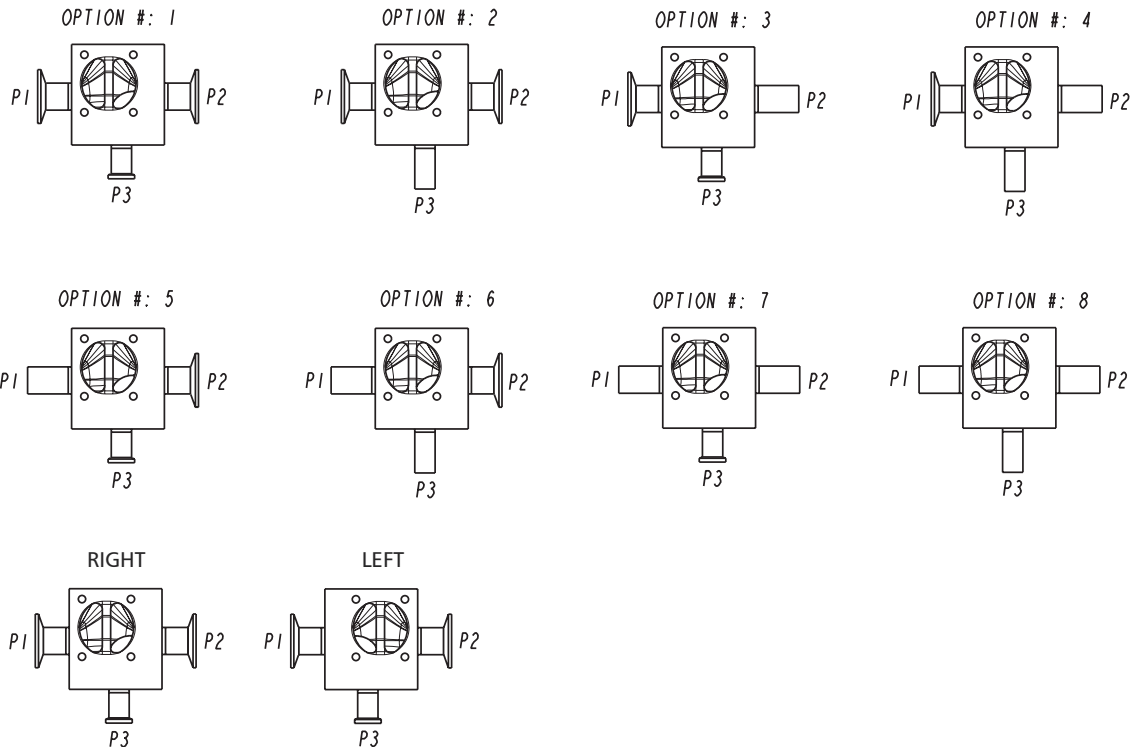 OPTION #: 1
OPTION #: 2
OPTION #: 3
OPTION #: 4
P1
P2
P3
P1
P2
P3
P1
P2
P3
P1
P2
P3
OPTION #: 5
OPTION #: 6
OPTION #: 7
OPTION #: 8
P1
P2
P3
P1
P2
P3
P1
P2
P3
P1
P2
P3
RIGHT
LEFT
P1
P2
P3
P1
P2
P3